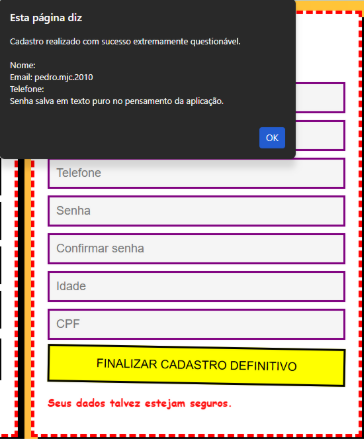 Esta página diz
Cadastro realizado com sucesso extremamente questionável.
Nome:
Email: pedro.mjc.2010
Telefone:
Senha salva em texto puro no pensamento da aplicação.
OK
Telefone
Senha
Confirmar senha
Idade
CPF
FINALIZAR CADASTRO DEFINITIVO
Seus dados talvez estejam seguros.